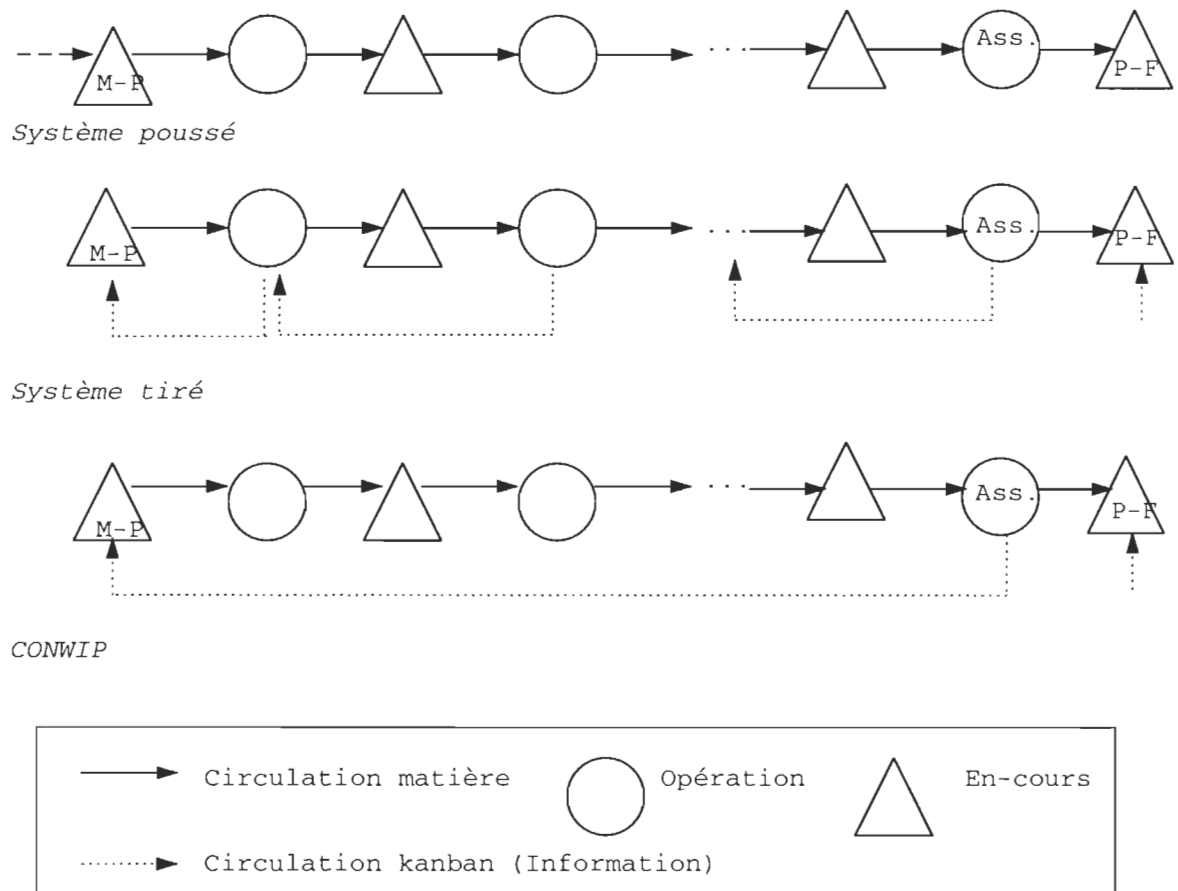 M-P ... Ass. P-F
Système poussé
M-P ... Ass. P-F
Système tiré
M-P ... Ass. P-F
CONWIP
Circulation matière Opération En-cours
Circulation kanban (Information)